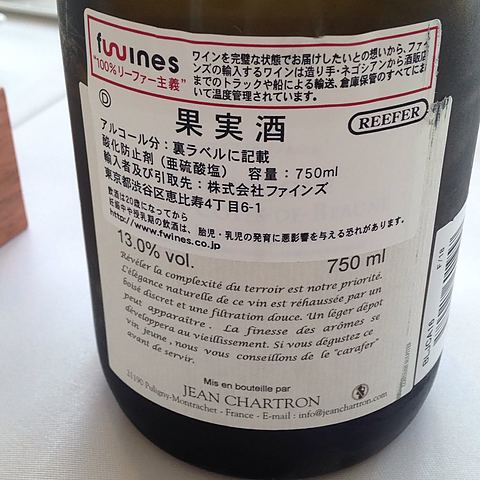 fwines
"100%リーファー主義"
ワインを完璧な状態でお届けしたいとの想いから、ファイ
ンズの輸入するワインは造り手・ネゴシアンから酒販店
までのトラックや船による輸送、倉庫保管のすべてにお
いて温度管理されています。
D
果実酒
REEFER
アルコール分：裏ラベルに記載
酸化防止剤（亜硫酸塩） 容量：750ml
輸入者及び引取先：株式会社ファインズ
東京都渋谷区恵比寿4丁目6-1
飲酒は20歳になってから
妊娠中や授乳期の飲酒は、胎児・乳児の発育に悪影響を与える恐れがあります。
http://www.fwines.co.jp
13.0% vol. 750 ml
Révéler la complexité du terroir est notre priorité.
L'élégance naturelle de ce vin est réhaussée par un
boisé discret et une filtration douce. Un léger dépot
peut apparaitre. La finesse des arômes se
développera au vieillissement. Si vous dégustez ce
vin jeune, nous vous conseillons de le "carafer"
avant de servir.
Mis en bouteille par
JEAN CHARTRON
21190 Puligny-Montrachet - France - E-mail : info@jeanchartron.com